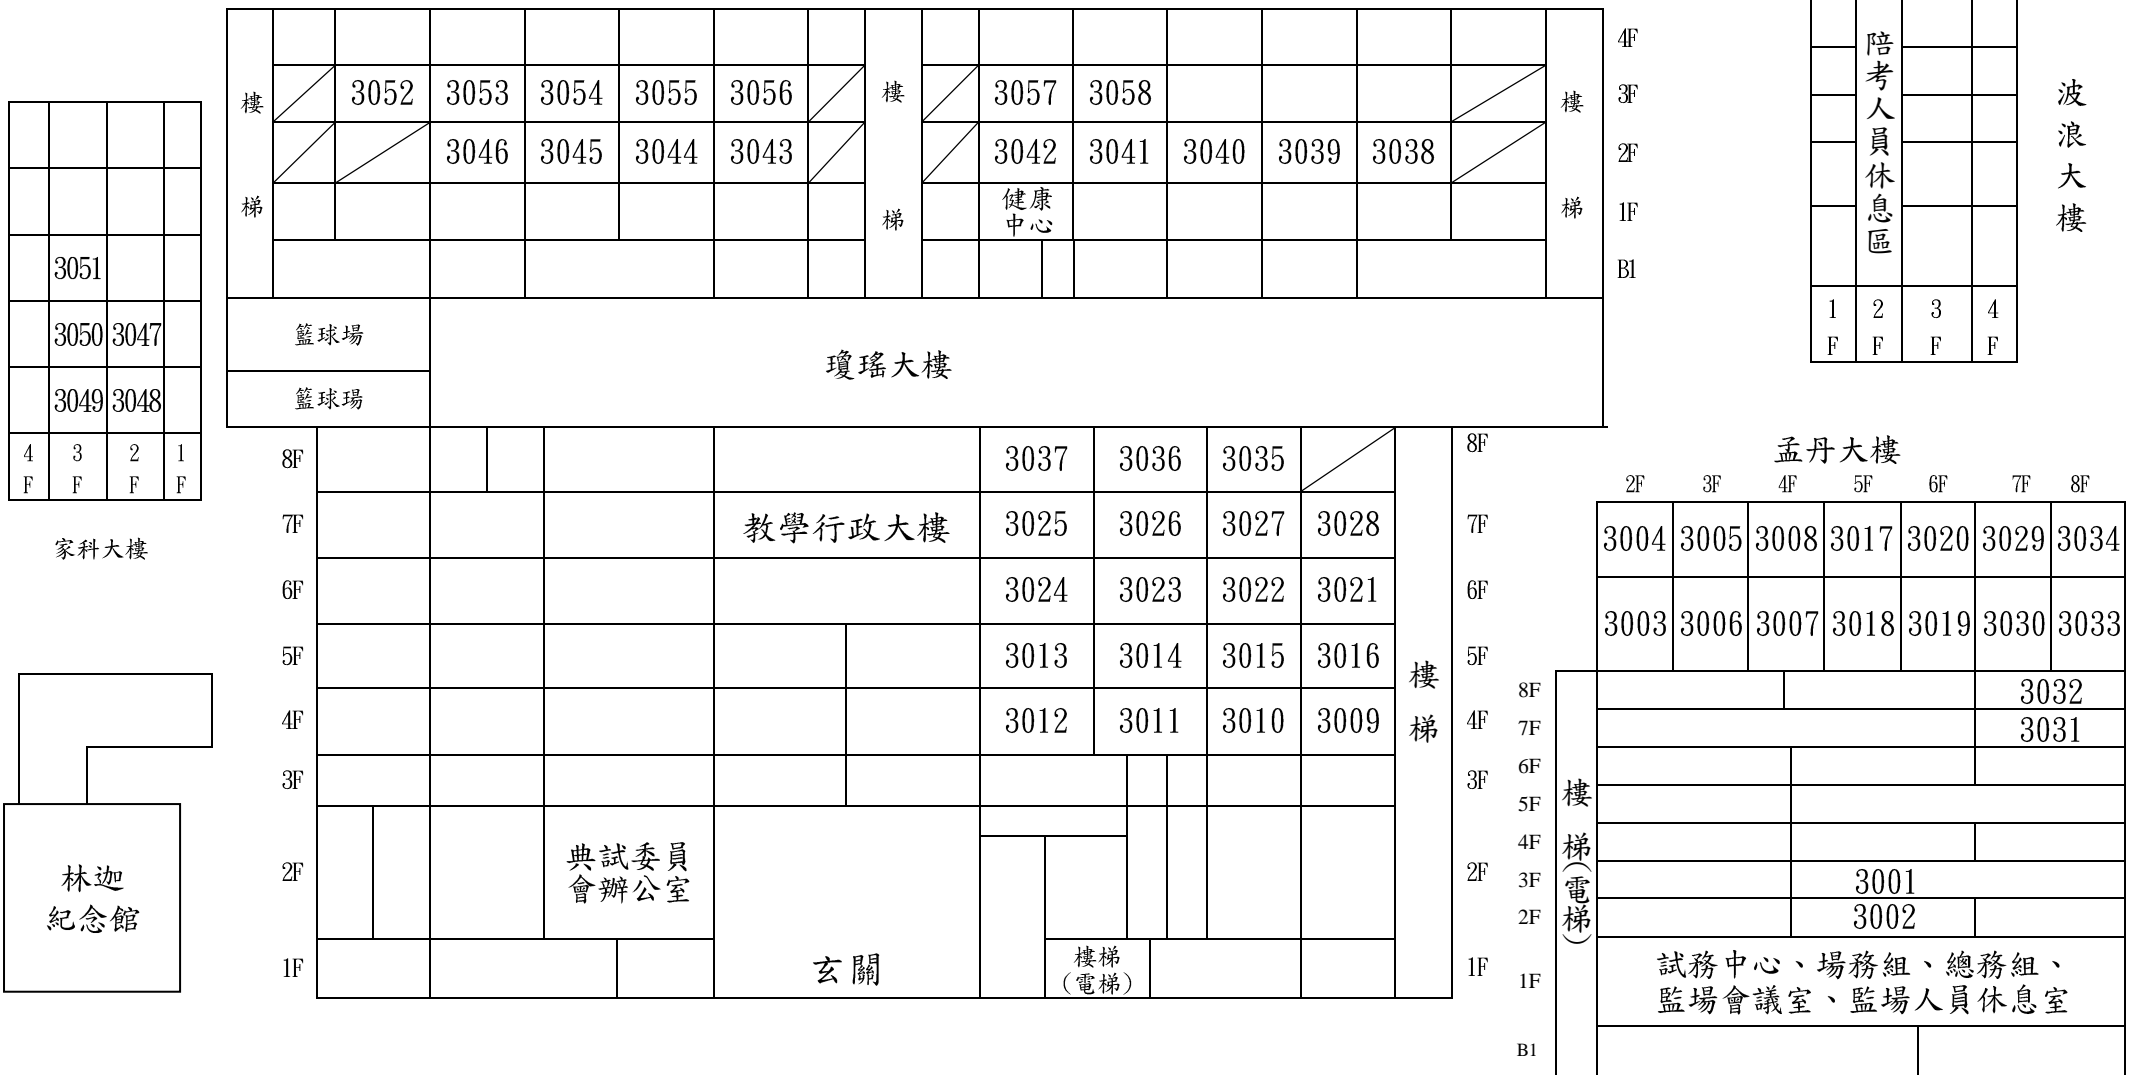 4F
樓 3052 3053 3054 3055 3056 樓 3057 3058 樓 3F
3046 3045 3044 3043 3042 3041 3040 3039 3038 2F
梯 梯 健康 梯 1F
中心
B1
籃球場
籃球場
瓊瑤大樓
陪考人員休息區
1F 2F 3F 4F
波浪大樓
3051
3050 3047
3049 3048
4F 3F 2F 1F
家科大樓
林迦
紀念館
8F 3037 3036 3035 8F
7F 教學行政大樓 3025 3026 3027 3028 7F
6F 3024 3023 3022 3021 6F
5F 3013 3014 3015 3016 5F
4F 3012 3011 3010 3009 4F
樓梯
3F 3F
2F 典試委員 2F
會辦公室
1F 玄關 樓梯 1F
（電梯）
孟丹大樓
2F 3F 4F 5F 6F 7F 8F
3004 3005 3008 3017 3020 3029 3034
3003 3006 3007 3018 3019 3030 3033
8F 3032
7F 3031
6F
5F
4F
3F 3001
2F 3002
樓梯(電梯)
試務中心、場務組、總務組、
1F 監場會議室、監場人員休息室
B1